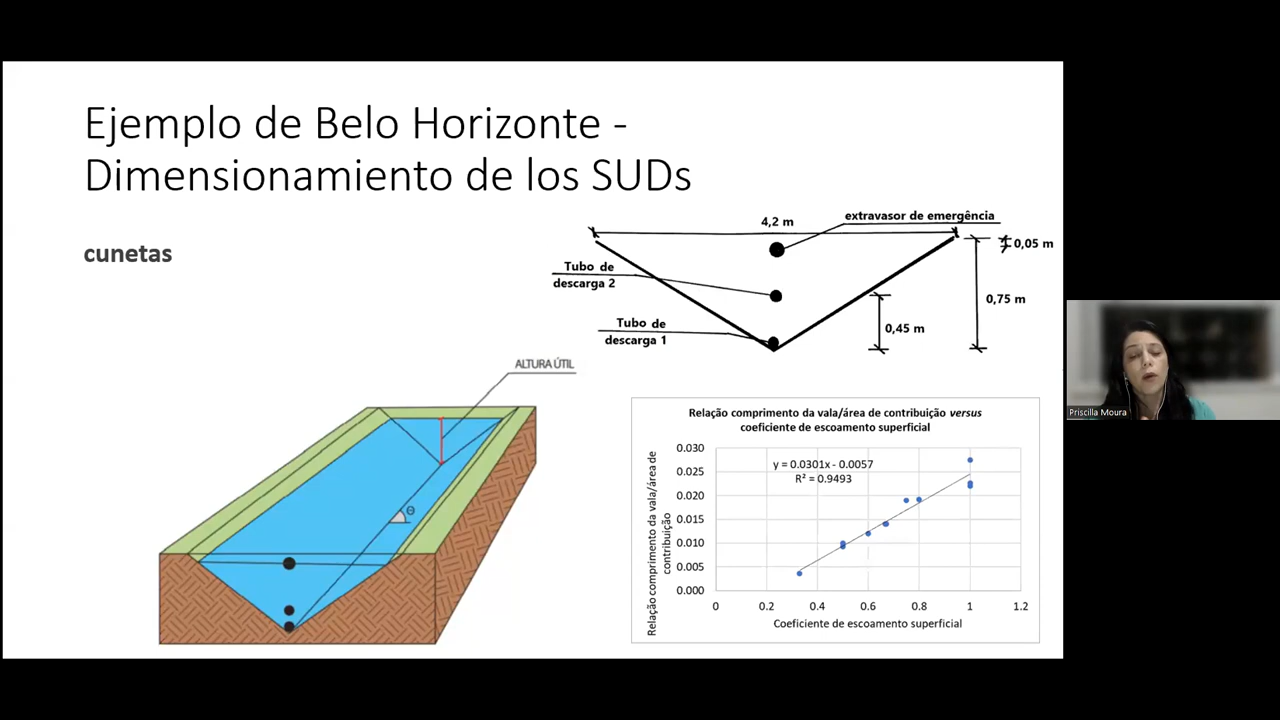 Ejemplo de Belo Horizonte -
Dimensionamiento de los SUDs
cunetas
4,2 m
extravasor de emergência
0,05 m
Tubo de
descarga 2
0,75 m
Tubo de
descarga 1
0,45 m
ALTURA ÚTIL
Θ
Relação comprimento da vala/área de contribuição versus
coeficiente de escoamento superficial
Relação comprimento da vala/área de
contribuição
0.030
0.025
0.020
0.015
0.010
0.005
0.000
y = 0.0301x - 0.0057
R² = 0.9493
0 0.2 0.4 0.6 0.8 1 1.2
Coeficiente de escoamento superficial
Priscilla Moura